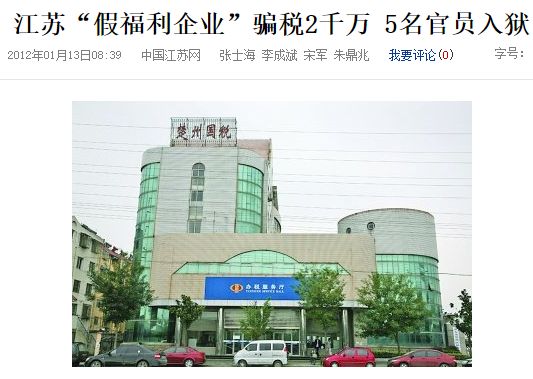 江苏“假福利企业”骗税2千万 5名官员入狱
2012年01月13日08:39 中国江苏网 张士海 李成斌 宋军 朱鼎兆 我要评论(0) 字号:
楚州国税
办税服务厅
TAXATION SERVICE HALL